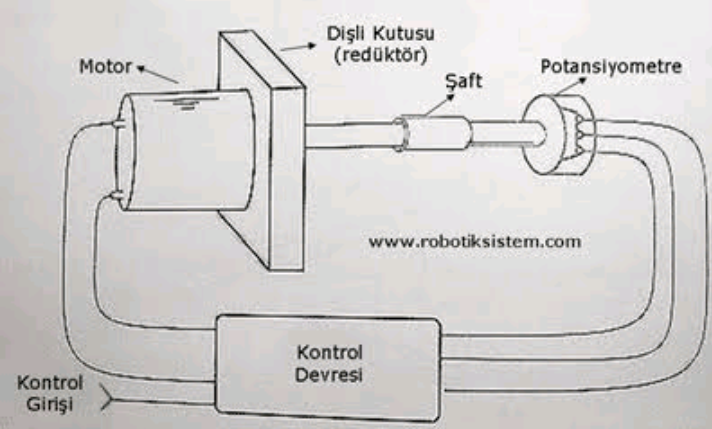 Dişli Kutusu
(redüktör)
Motor
Şaft
Potansiyometre
www.robotiksistem.com
Kontrol
Devresi
Kontrol
Girişi